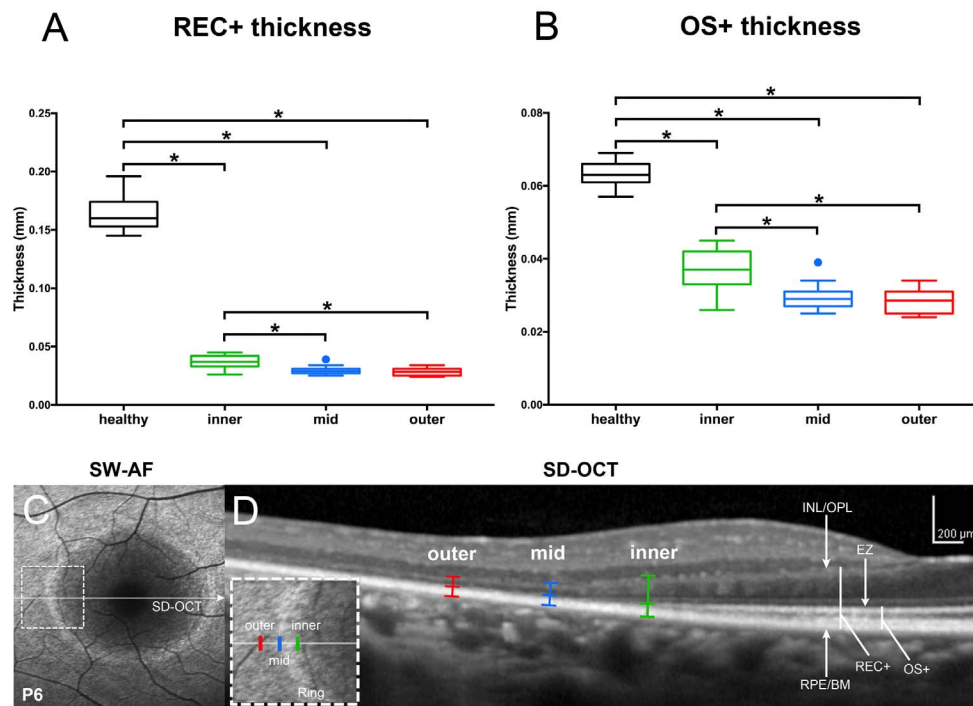 A
REC+ thickness
Thickness (mm)
0.25
0.20
0.15
0.10
0.05
0.00
*
*
*
*
*
healthy
inner
mid
outer
B
OS+ thickness
Thickness (mm)
0.08
0.06
0.04
0.02
0.00
*
*
*
*
*
healthy
inner
mid
outer
SW-AF
C
SD-OCT
P6
SD-OCT
D
outer
mid
inner
INL/OPL
EZ
200 µm
REC+
OS+
RPE/BM
outer
inner
mid
Ring